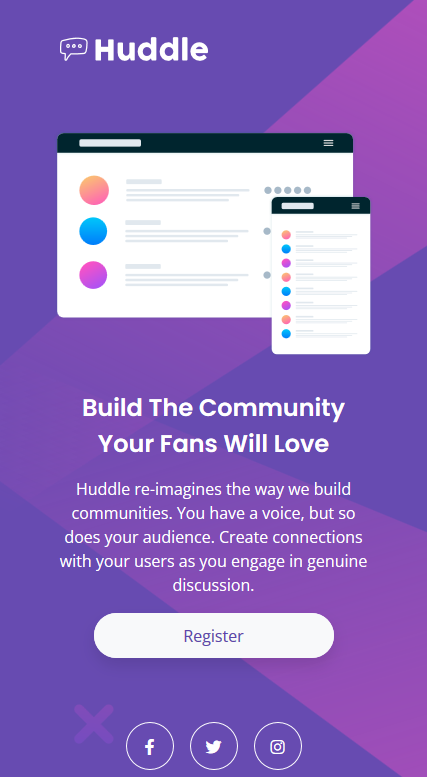 Huddle
Build The Community
Your Fans Will Love
Huddle re-imagines the way we build
communities. You have a voice, but so
does your audience. Create connections
with your users as you engage in genuine
discussion.
Register